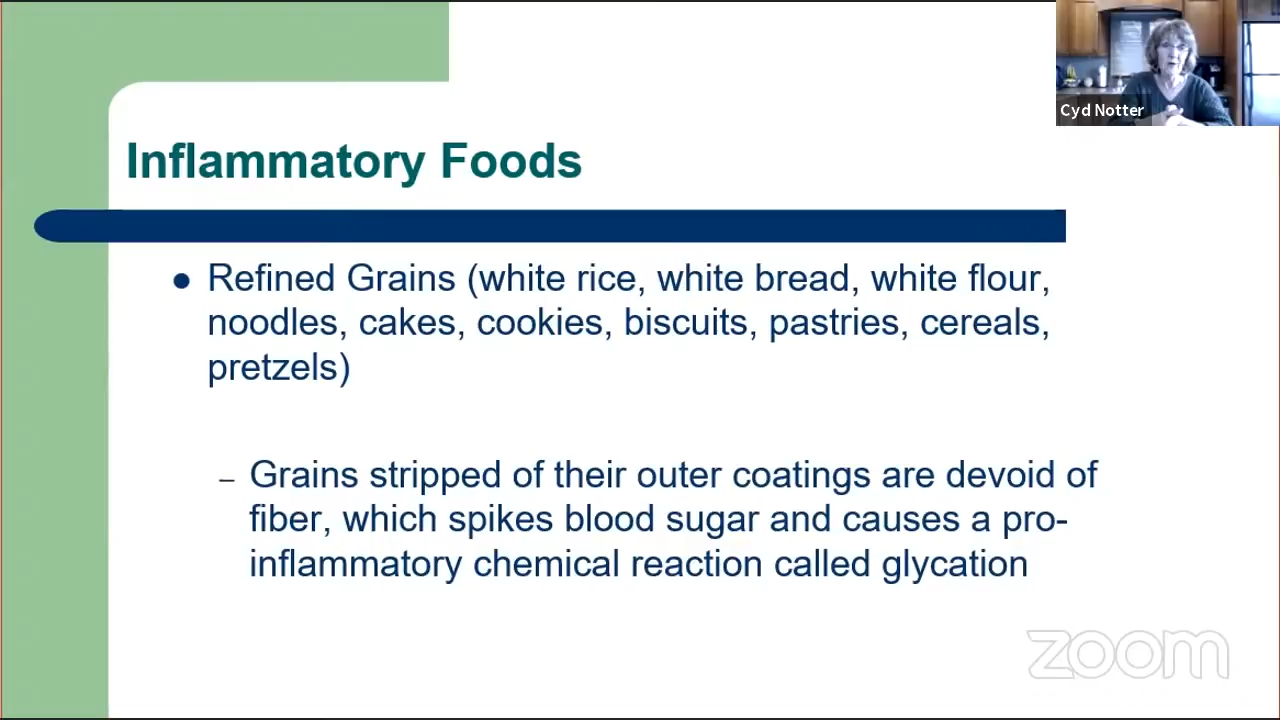 Cyd Notter
Inflammatory Foods
● Refined Grains (white rice, white bread, white flour,
noodles, cakes, cookies, biscuits, pastries, cereals,
pretzels)
– Grains stripped of their outer coatings are devoid of
fiber, which spikes blood sugar and causes a pro-
inflammatory chemical reaction called glycation
zoom